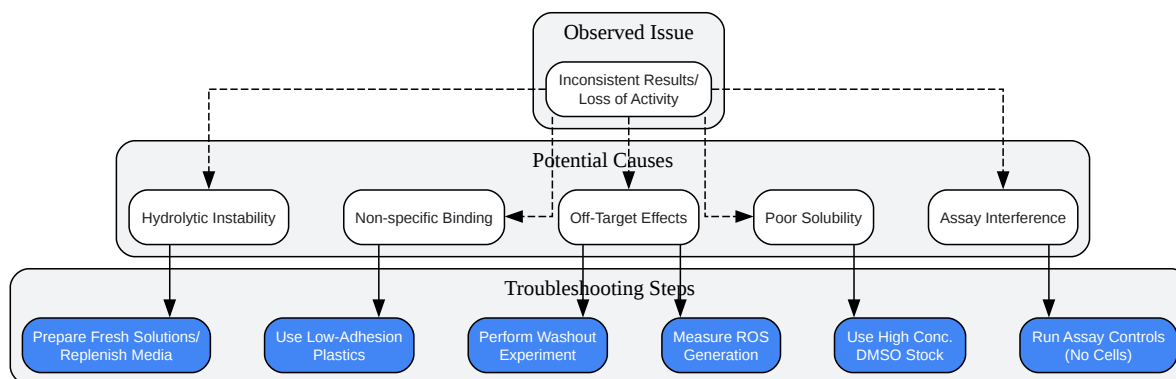 Observed Issue
Inconsistent Results/
Loss of Activity
Potential Causes
Hydrolytic Instability
Non-specific Binding
Off-Target Effects
Poor Solubility
Assay Interference
Troubleshooting Steps
Prepare Fresh Solutions/
Replenish Media
Use Low-Adhesion
Plastics
Perform Washout
Experiment
Measure ROS
Generation
Use High Conc.
DMSO Stock
Run Assay Controls
(No Cells)